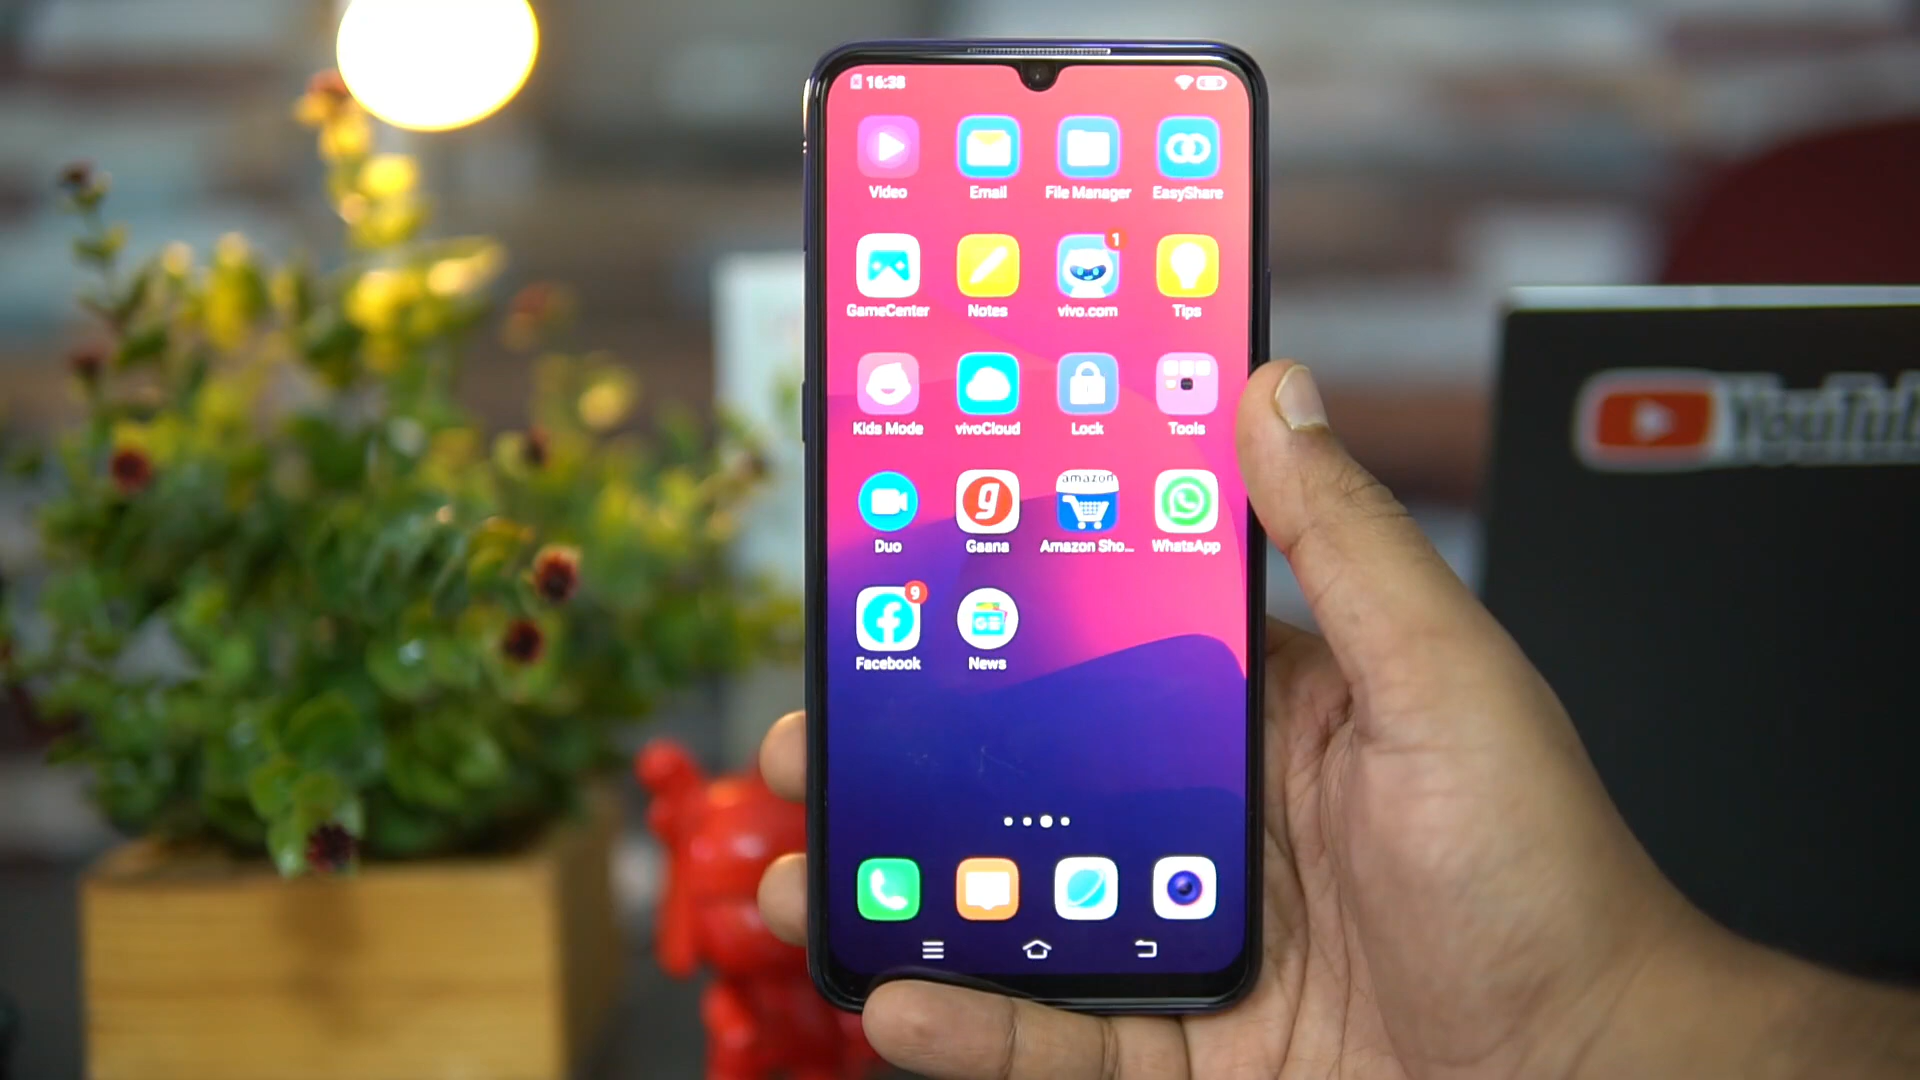 16:38
Video Email File Manager EasyShare
1
GameCenter Notes vivo.com Tips
Kids Mode vivoCloud Lock Tools
g amazon
Duo Gaana Amazon Sho... WhatsApp
9
Facebook News
YouTub